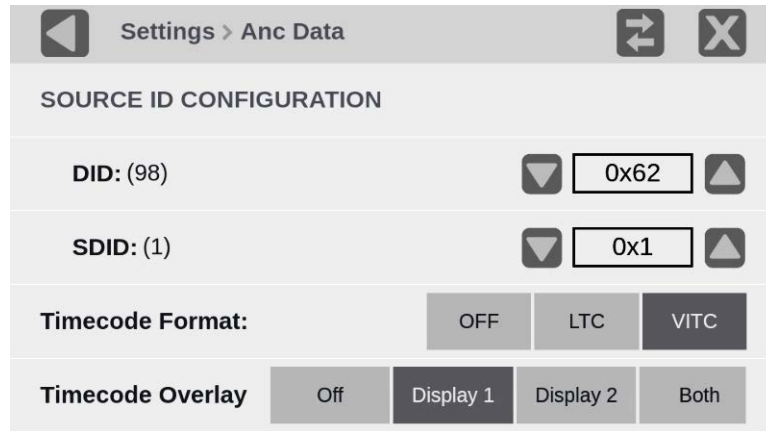 Settings > Anc Data
X
SOURCE ID CONFIGURATION
DID: (98) 0x62
SDID: (1) 0x1
Timecode Format: OFF LTC VITC
Timecode Overlay Off Display 1 Display 2 Both